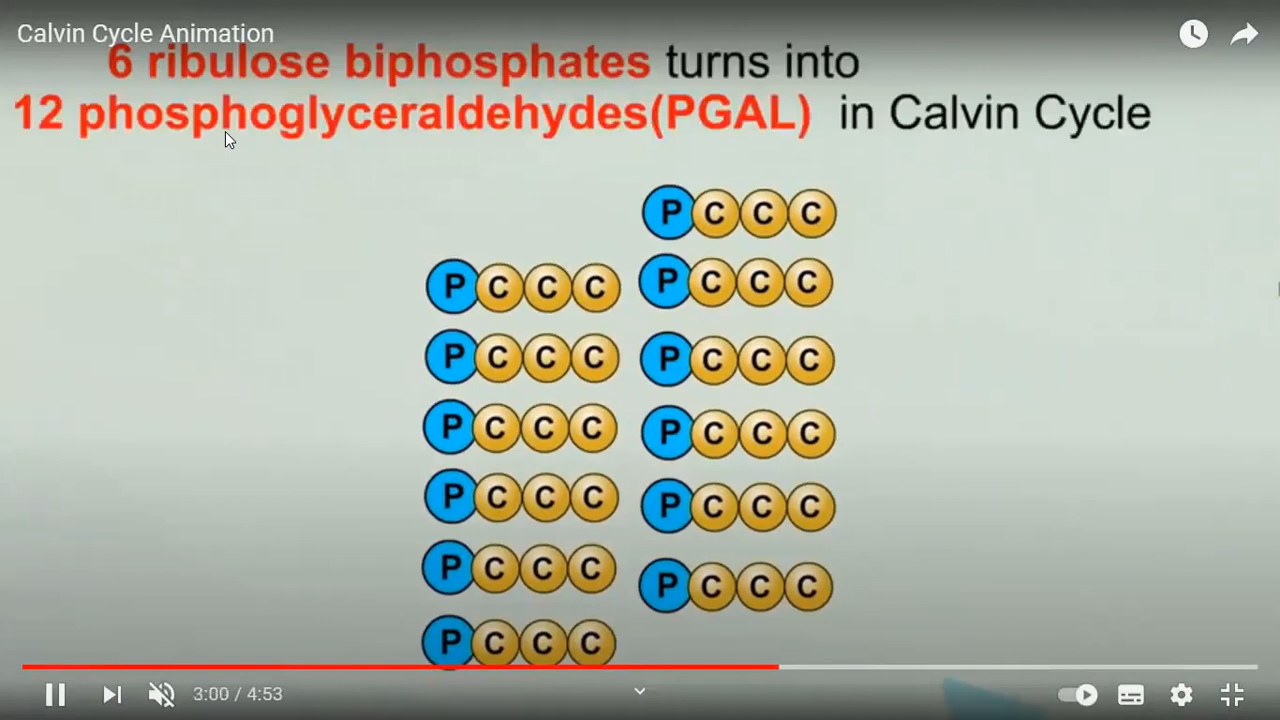 Calvin Cycle Animation
6 ribulose biphosphates turns into
12 phosphoglyceraldehydes(PGAL) in Calvin Cycle
P C C C
P C C C P C C C
P C C C P C C C
P C C C P C C C
P C C C P C C C
P C C C P C C C
P C C C
3:00 / 4:53